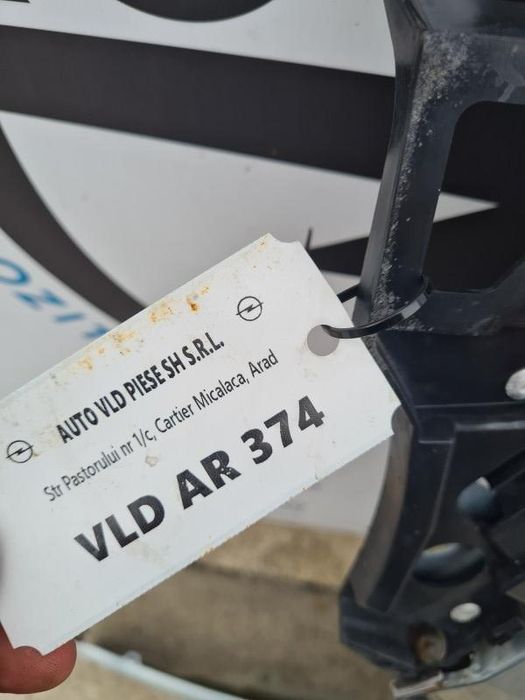 AUTO VLD PIESE SH S.R.L.
Str Pastorului nr 1/c, Cartier Micalaca, Arad
VLD AR 374